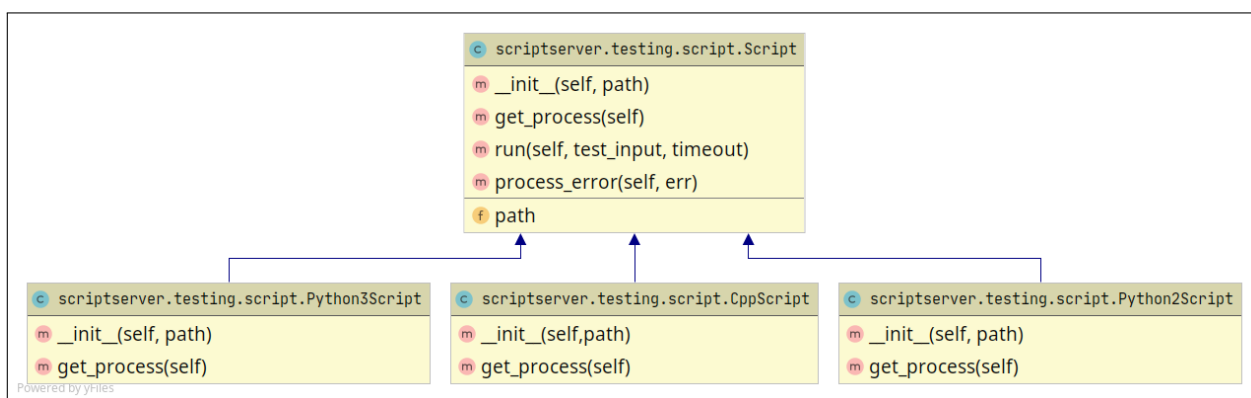 c scriptserver.testing.script.Script
m __init__(self, path)
m get_process(self)
m run(self, test_input, timeout)
m process_error(self, err)
f path
c scriptserver.testing.script.Python3Script
m __init__(self, path)
m get_process(self)
c scriptserver.testing.script.CppScript
m __init__(self,path)
m get_process(self)
c scriptserver.testing.script.Python2Script
m __init__(self, path)
m get_process(self)
Powered by yFiles